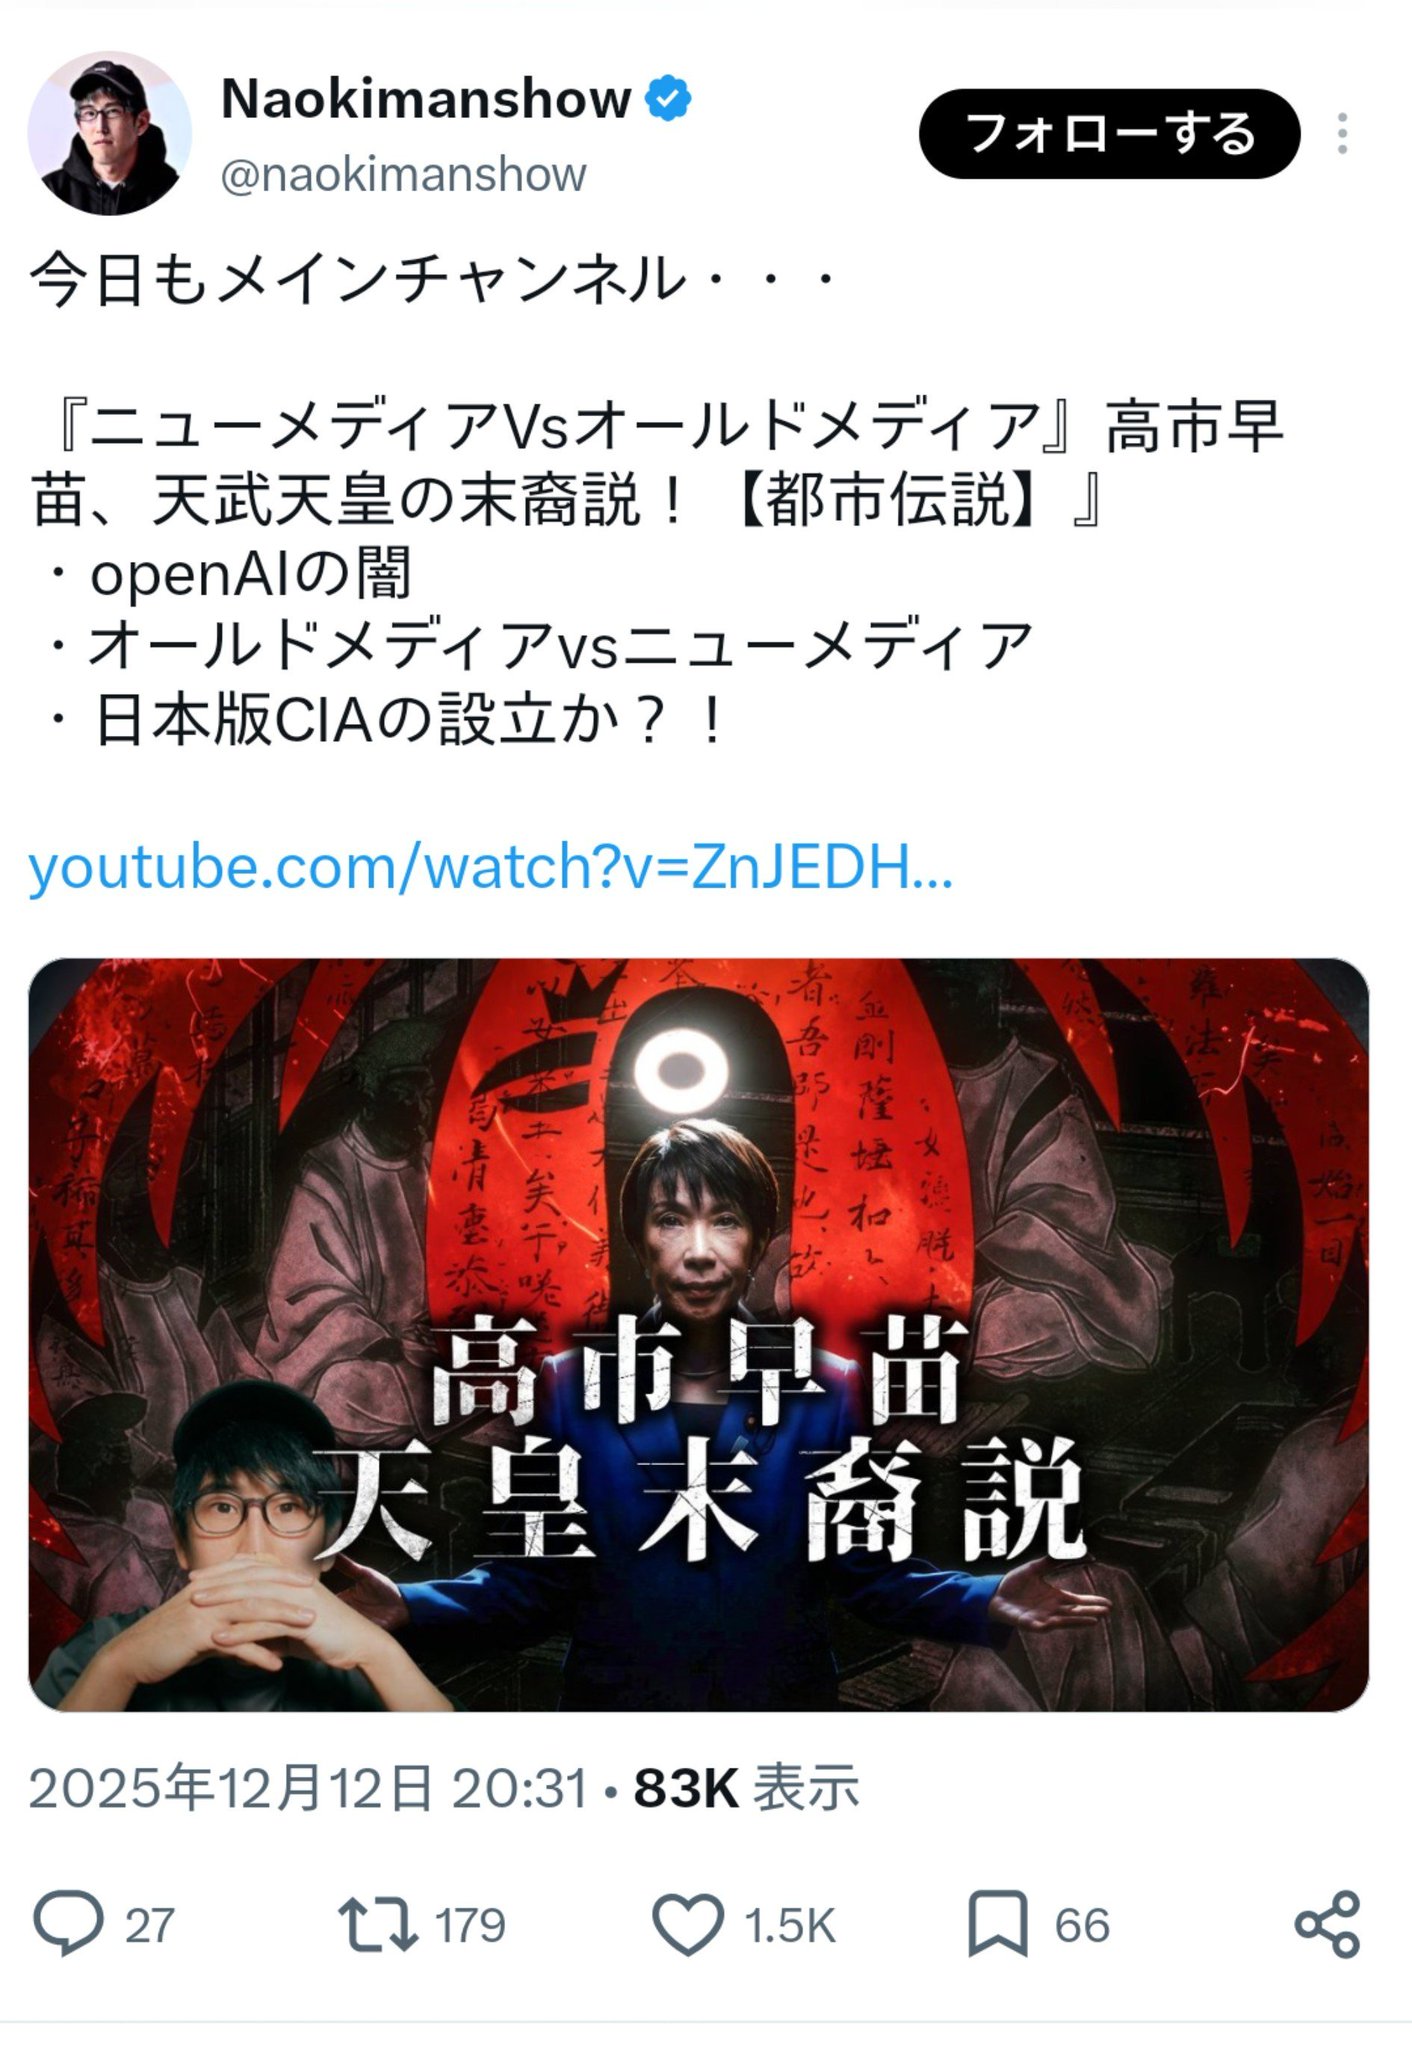 Naokimanshow
@naokimanshow
フォローする
今日もメインチャンネル・・・
『ニューメディアVsオールドメディア』高市早
苗、天武天皇の末裔説！【都市伝説】』
・openAIの闇
・オールドメディアvsニューメディア
・日本版CIAの設立か？！
youtube.com/watch?v=ZnJEDH…
高市早苗
天皇末裔説
2025年12月12日 20:31・83K 表示
27 179 1.5K 66